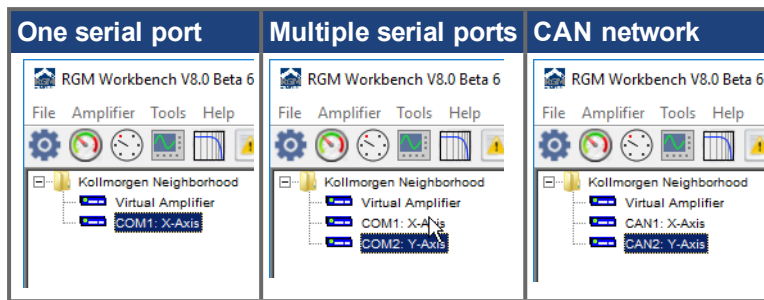 One serial port
Multiple serial ports
CAN network
RGM Workbench V8.0 Beta 6
RGM Workbench V8.0 Beta 6
RGM Workbench V8.0 Beta 6
File Amplifier Tools Help
File Amplifier Tools Help
File Amplifier Tools Help
Kollmorgen Neighborhood
Virtual Amplifier
COM1: X-Axis
Kollmorgen Neighborhood
Virtual Amplifier
COM1: X-Axis
COM2: Y-Axis
Kollmorgen Neighborhood
Virtual Amplifier
CAN1: X-Axis
CAN2: Y-Axis